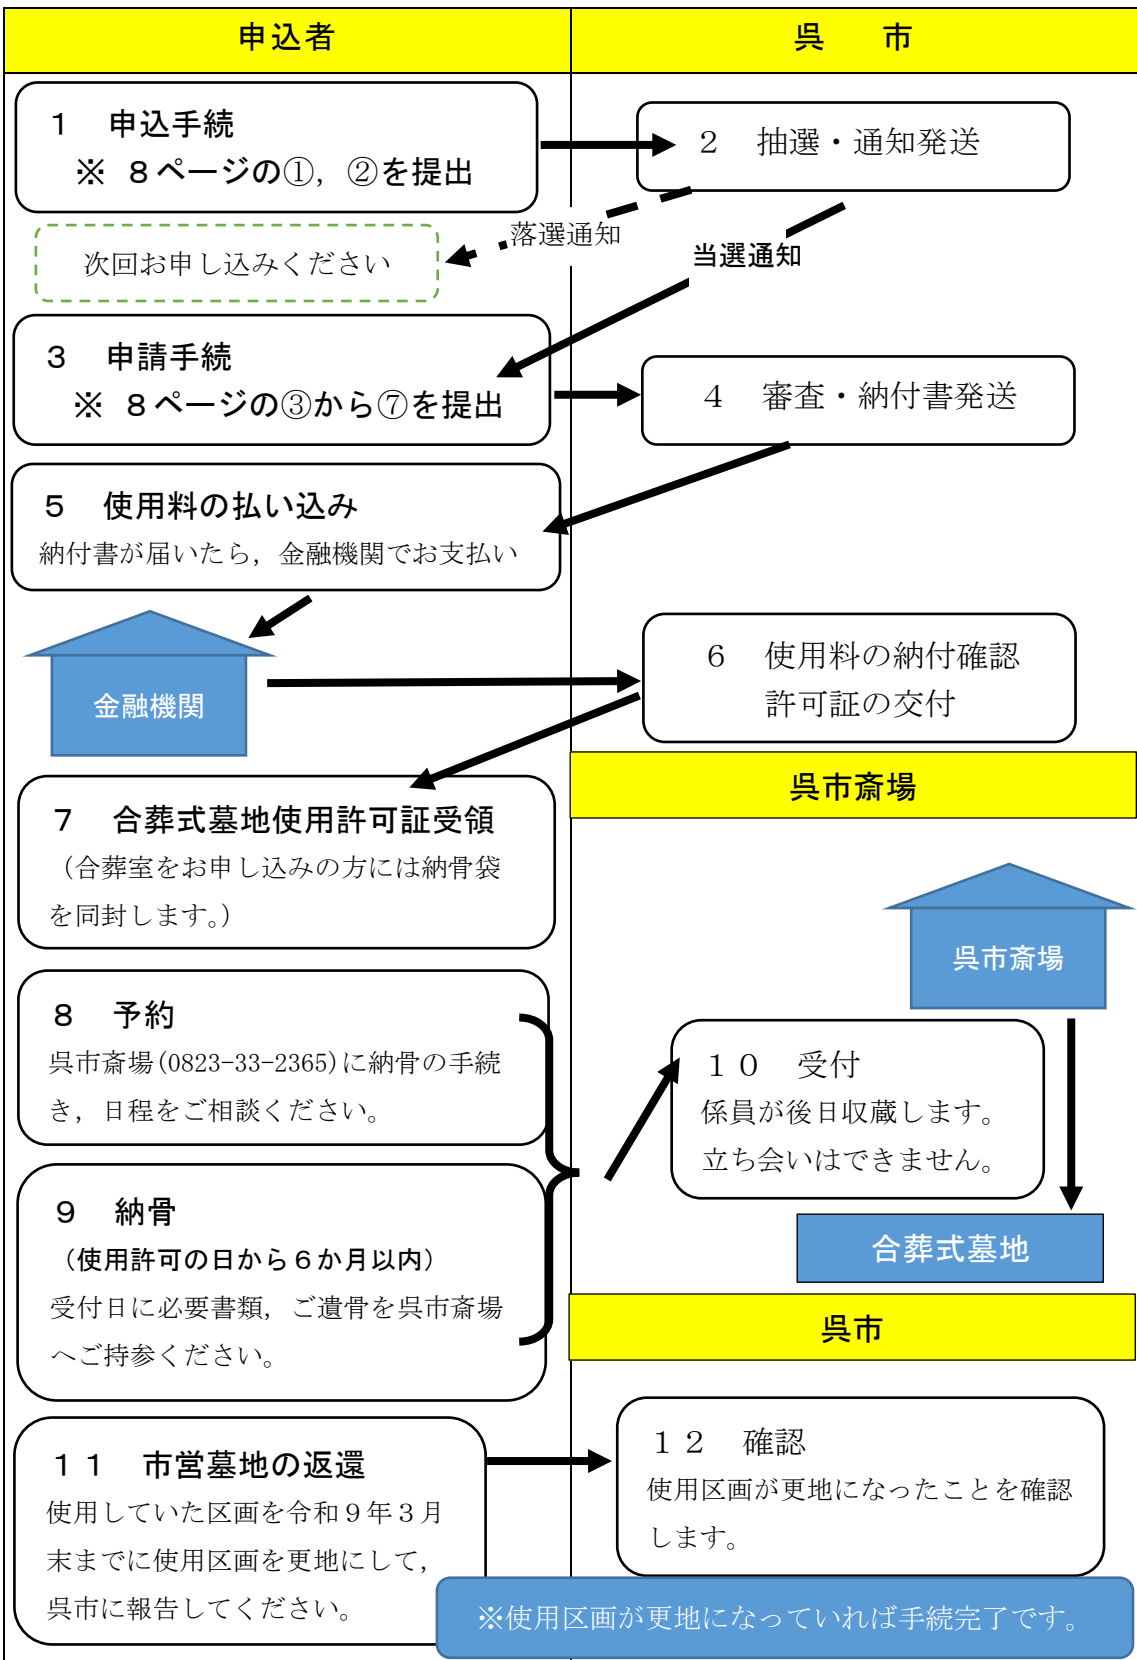 申込者
呉　市
１　申込手続
※ ８ページの①，②を提出
２　抽選・通知発送
落選通知
次回お申し込みください
当選通知
３　申請手続
※ ８ページの③から⑦を提出
４　審査・納付書発送
５　使用料の払い込み
納付書が届いたら，金融機関でお支払い
金融機関
６　使用料の納付確認
許可証の交付
呉市斎場
７　合葬式墓地使用許可証受領
（合葬室をお申し込みの方には納骨袋
を同封します。）
呉市斎場
８　予約
呉市斎場(0823-33-2365)に納骨の手続
き，日程をご相談ください。
１０　受付
係員が後日収蔵します。
立ち会いはできません。
９　納骨
（使用許可の日から６か月以内）
受付日に必要書類，ご遺骨を呉市斎場
へご持参ください。
合葬式墓地
呉市
１１　市営墓地の返還
使用していた区画を令和９年３月
末までに使用区画を更地にして，
呉市に報告してください。
１２　確認
使用区画が更地になったことを確認
します。
※使用区画が更地になっていれば手続完了です。